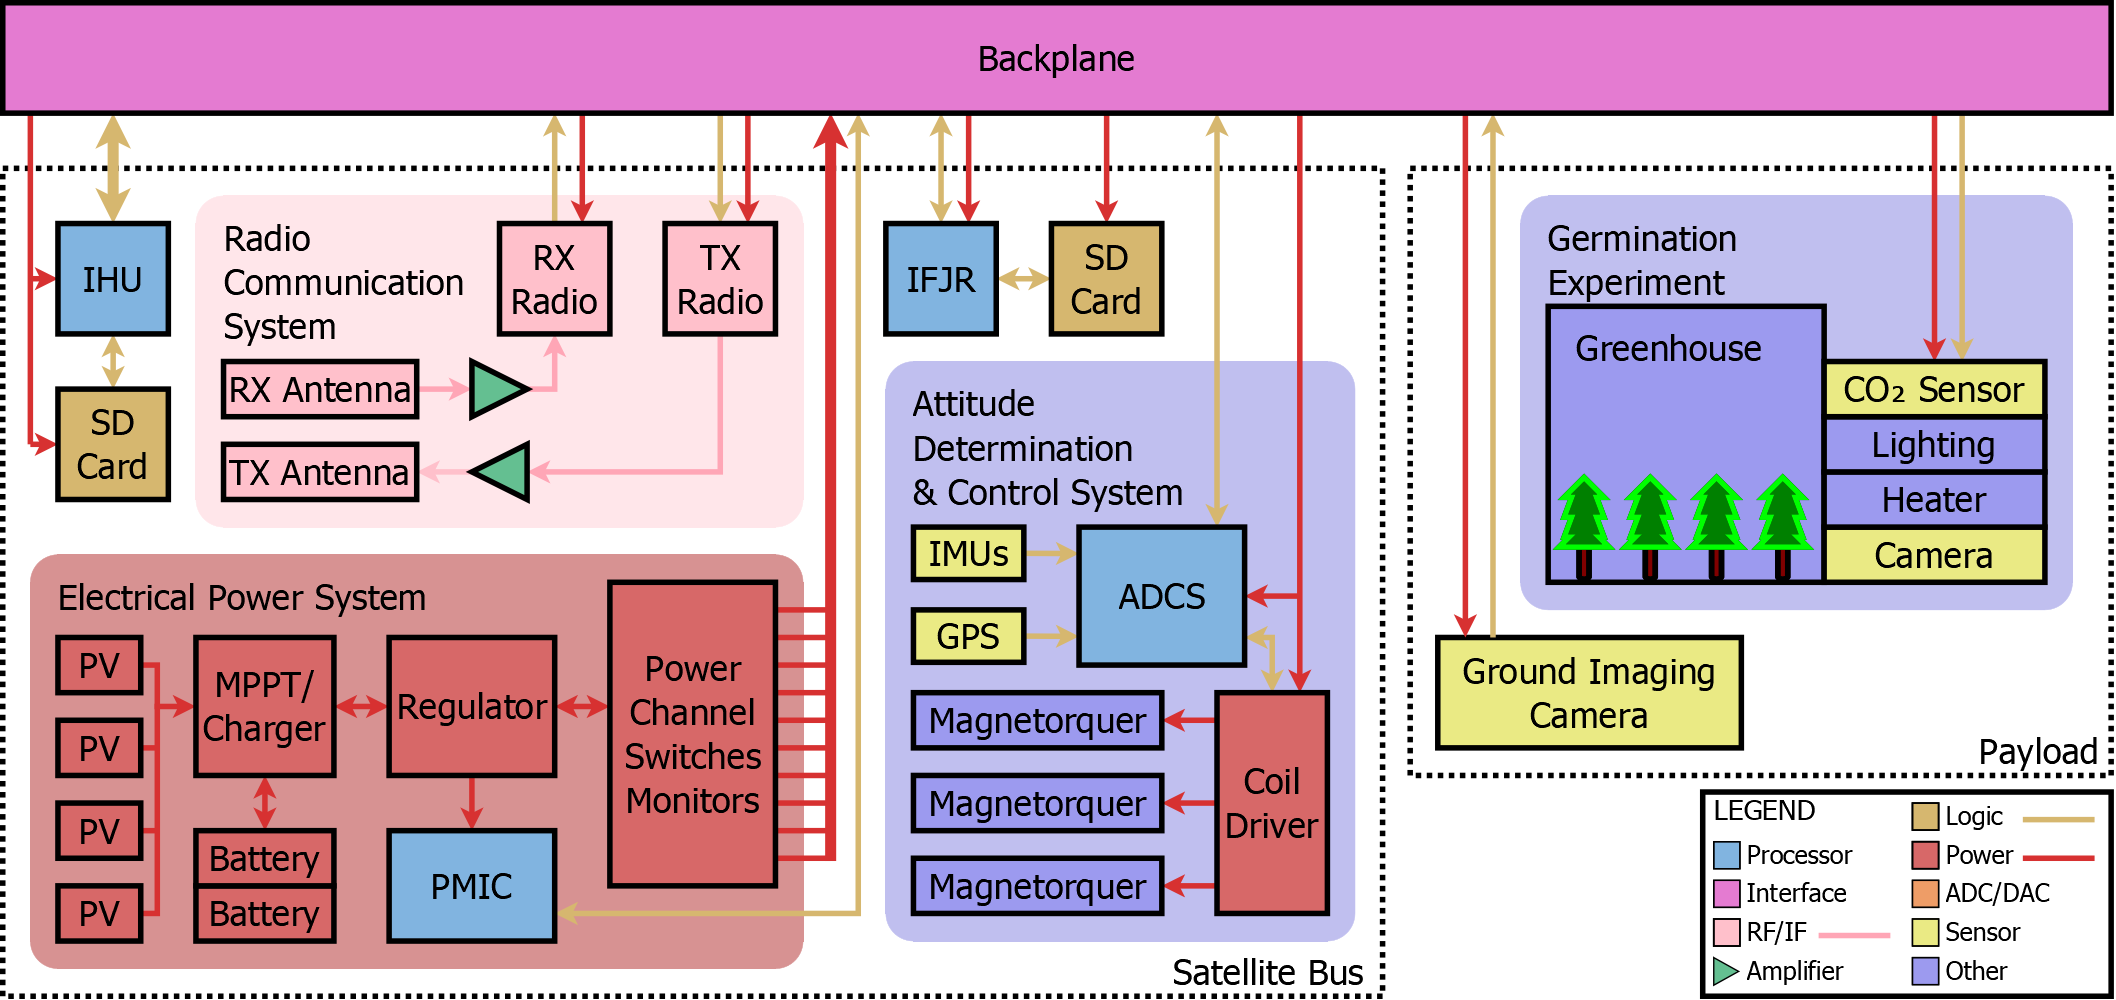 Backplane
IHU
SD
Card
Radio
Communication
System
RX
Radio
TX
Radio
RX Antenna
TX Antenna
IFJR
SD
Card
Attitude
Determination
& Control System
IMUs
GPS
ADCS
Magnetorquer
Magnetorquer
Magnetorquer
Coil
Driver
Electrical Power System
PV
PV
PV
PV
MPPT/
Charger
Regulator
Battery
Battery
PMIC
Power
Channel
Switches
Monitors
Satellite Bus
Germination
Experiment
Greenhouse
CO₂ Sensor
Lighting
Heater
Camera
Ground Imaging
Camera
Payload
LEGEND
Processor
Interface
RF/IF
Amplifier
Logic
Power
ADC/DAC
Sensor
Other